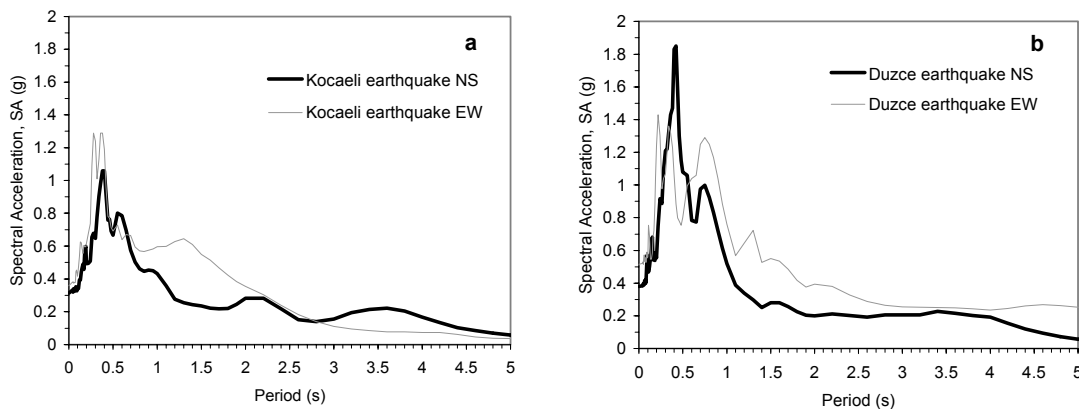 a
Kocaeli earthquake NS
Kocaeli earthquake EW
Spectral Acceleration, SA (g)
2
1.8
1.6
1.4
1.2
1
0.8
0.6
0.4
0.2
0
0 0.5 1 1.5 2 2.5 3 3.5 4 4.5 5
Period (s)
b
Duzce earthquake NS
Duzce earthquake EW
Spectral Acceleration, SA (g)
2
1.8
1.6
1.4
1.2
1
0.8
0.6
0.4
0.2
0
0 0.5 1 1.5 2 2.5 3 3.5 4 4.5 5
Period (s)